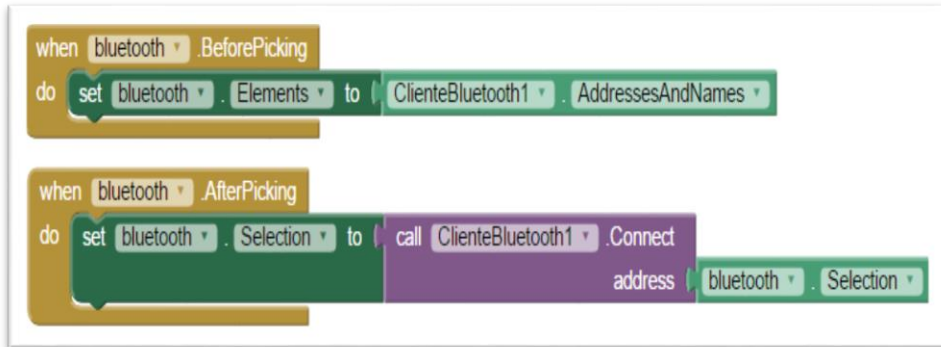 when bluetooth .BeforePicking
do set bluetooth . Elements to ClienteBluetooth1 . AddressesAndNames
when bluetooth .AfterPicking
do set bluetooth . Selection to call ClienteBluetooth1 .Connect
address bluetooth . Selection